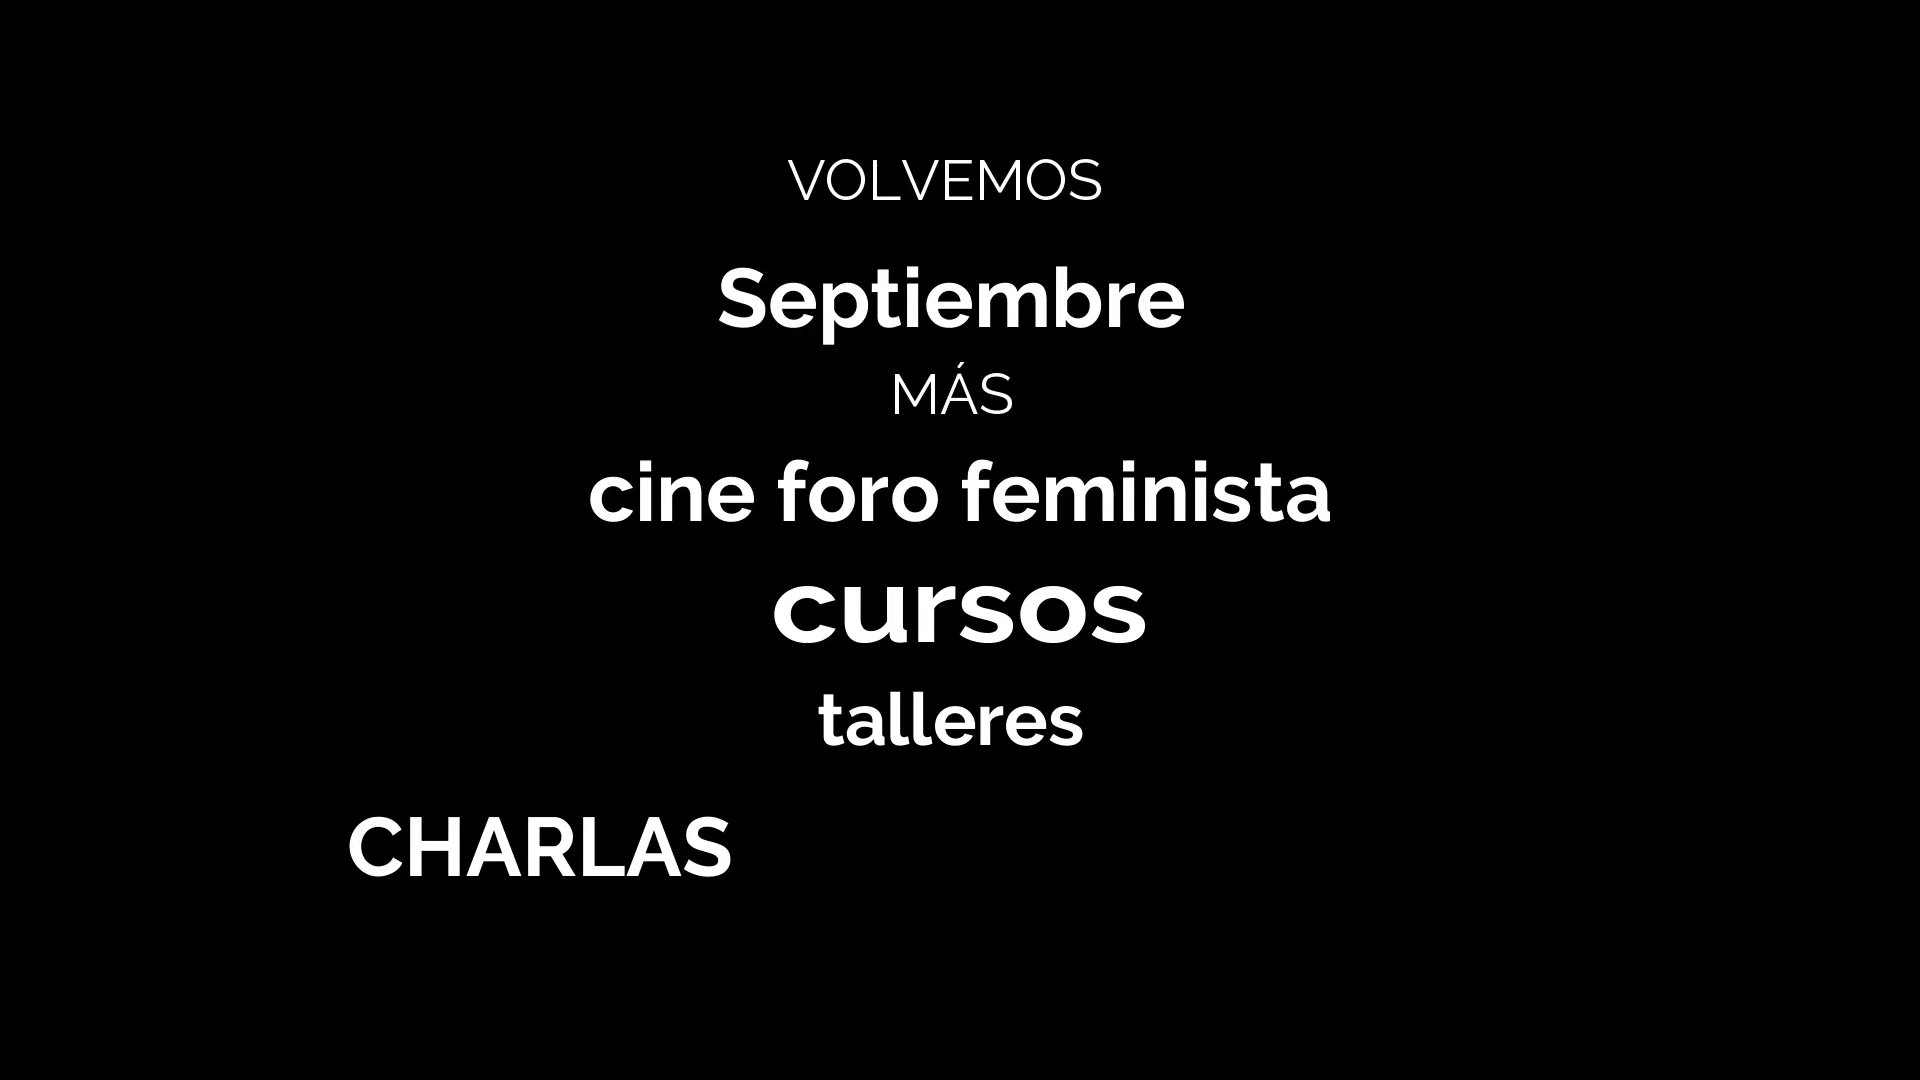 VOLVEMOS
Septiembre
MÁS
cine foro feminista
cursos
talleres
CHARLAS